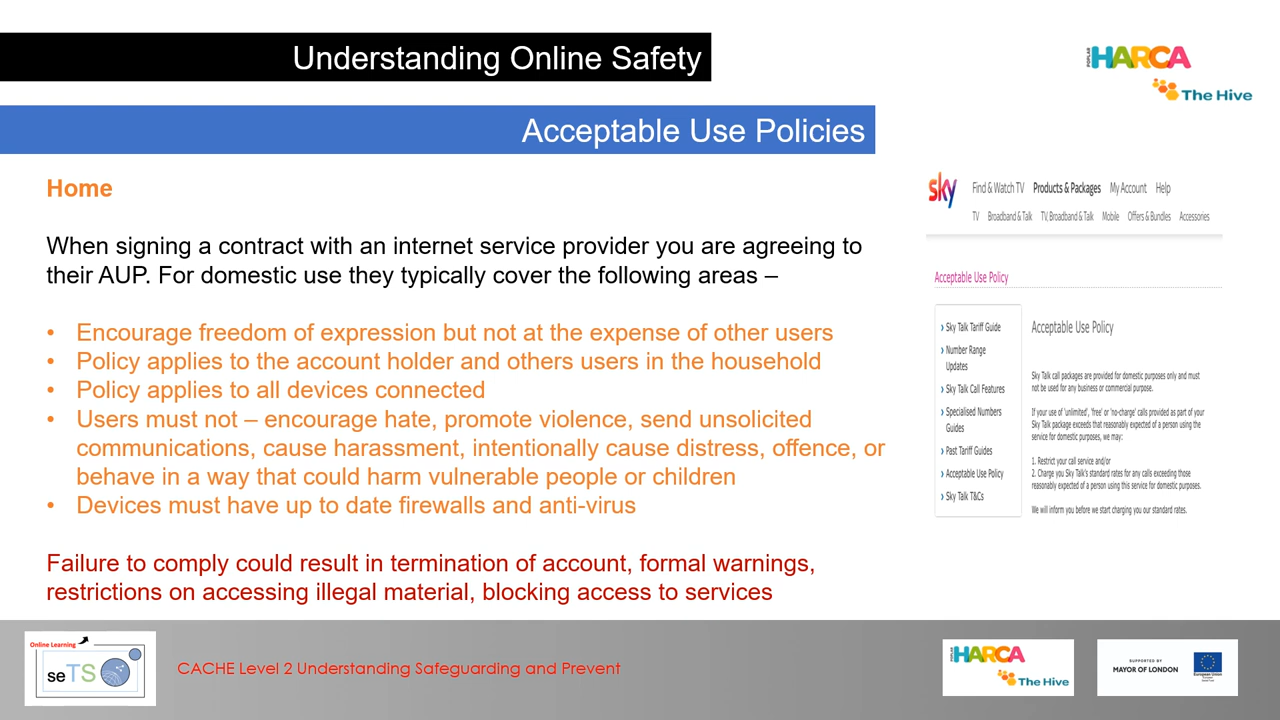 Understanding Online Safety
POPLAR HARCA
The Hive
Acceptable Use Policies
Home
When signing a contract with an internet service provider you are agreeing to
their AUP. For domestic use they typically cover the following areas –
• Encourage freedom of expression but not at the expense of other users
• Policy applies to the account holder and others users in the household
• Policy applies to all devices connected
• Users must not – encourage hate, promote violence, send unsolicited
communications, cause harassment, intentionally cause distress, offence, or
behave in a way that could harm vulnerable people or children
• Devices must have up to date firewalls and anti-virus
Failure to comply could result in termination of account, formal warnings,
restrictions on accessing illegal material, blocking access to services
sky
Find & Watch TV Products & Packages My Account Help
TV Broadband & Talk TV, Broadband & Talk Mobile Offers & Bundles Accessories
Acceptable Use Policy
Sky Talk Tariff Guide
Number Range
Updates
Sky Talk Call Features
Specialised Numbers
Guides
Past Tariff Guides
Acceptable Use Policy
Sky Talk T&Cs
Acceptable Use Policy
Sky Talk call packages are provided for domestic purposes only and must
not be used for any business or commercial purpose.
If your use of 'unlimited', 'free' or 'no-charge' calls provided as part of your
Sky Talk package exceeds that reasonably expected of a person using the
service for domestic purposes, we may:
1. Restrict your call service and/or
2. Charge you Sky Talk's standard rates for any calls exceeding those
reasonably expected of a person using this service for domestic purposes.
We will inform you before we start charging you our standard rates.
Online Learning
seTS
CACHE Level 2 Understanding Safeguarding and Prevent
POPLAR HARCA
The Hive
SUPPORTED BY
MAYOR OF LONDON
European Union